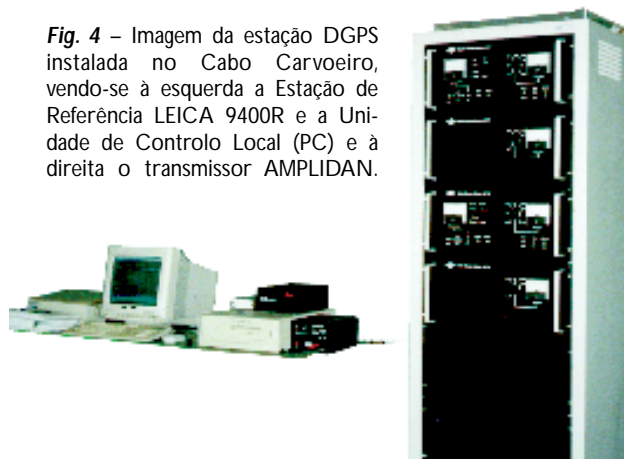 Fig. 4 – Imagem da estação DGPS
instalada no Cabo Carvoeiro,
vendo-se à esquerda a Estação de
Referência LEICA 9400R e a Uni-
dade de Controlo Local (PC) e à
direita o transmissor AMPLIDAN.